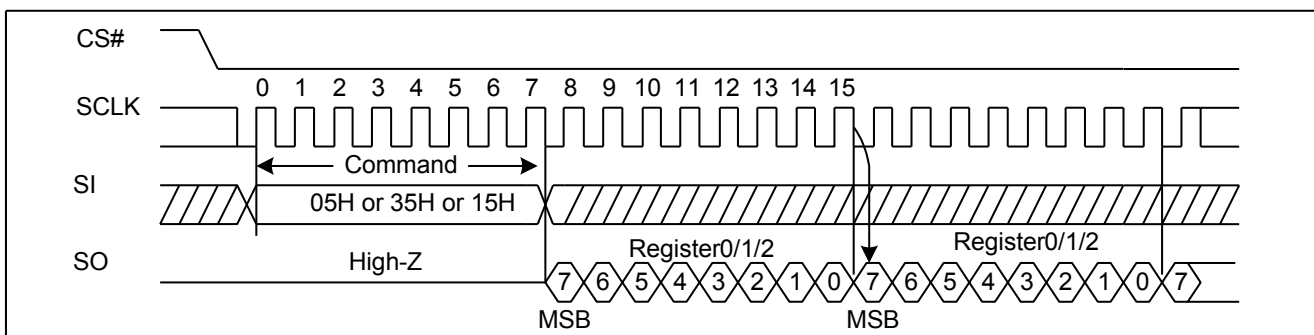 CS#
0 1 2 3 4 5 6 7 8 9 10 11 12 13 14 15
SCLK
Command
SI
05H or 35H or 15H
Register0/1/2 Register0/1/2
SO High-Z
7 6 5 4 3 2 1 0 7 6 5 4 3 2 1 0 7
MSB MSB